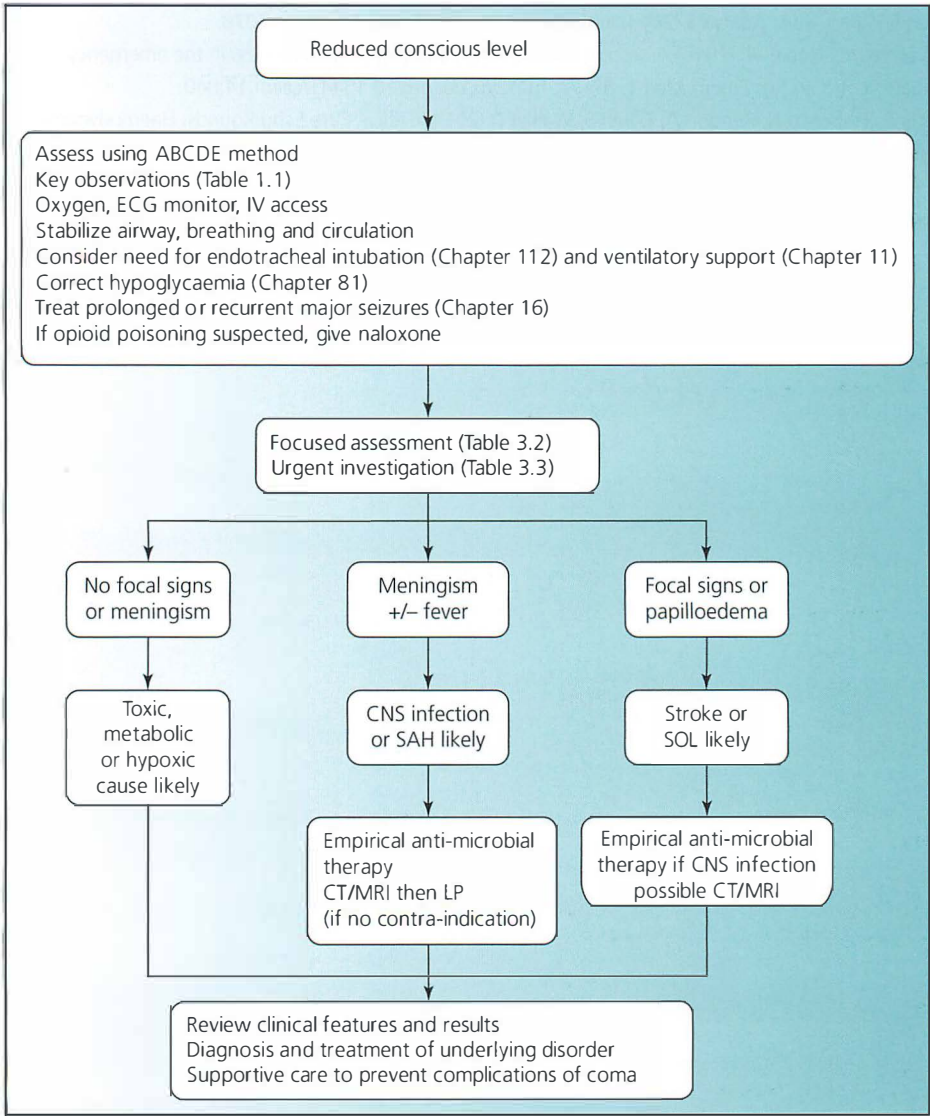 Reduced conscious level
Assess using ABCDE method
Key observations (Table 1.1)
Oxygen, ECG monitor, IV access
Stabilize airway, breathing and circulation
Consider need for endotracheal intubation (Chapter 112) and ventilatory support (Chapter 11)
Correct hypoglycaemia (Chapter 81)
Treat prolonged or recurrent major seizures (Chapter 16)
If opioid poisoning suspected, give naloxone
Focused assessment (Table 3.2)
Urgent investigation (Table 3.3)
No focal signs
or meningism
Meningism
+/– fever
Focal signs or
papilloedema
Toxic,
metabolic
or hypoxic
cause likely
CNS infection
or SAH likely
Stroke or
SOL likely
Empirical anti-microbial
therapy
CT/MRI then LP
(if no contra-indication)
Empirical anti-microbial
therapy if CNS infection
possible CT/MRI
Review clinical features and results
Diagnosis and treatment of underlying disorder
Supportive care to prevent complications of coma